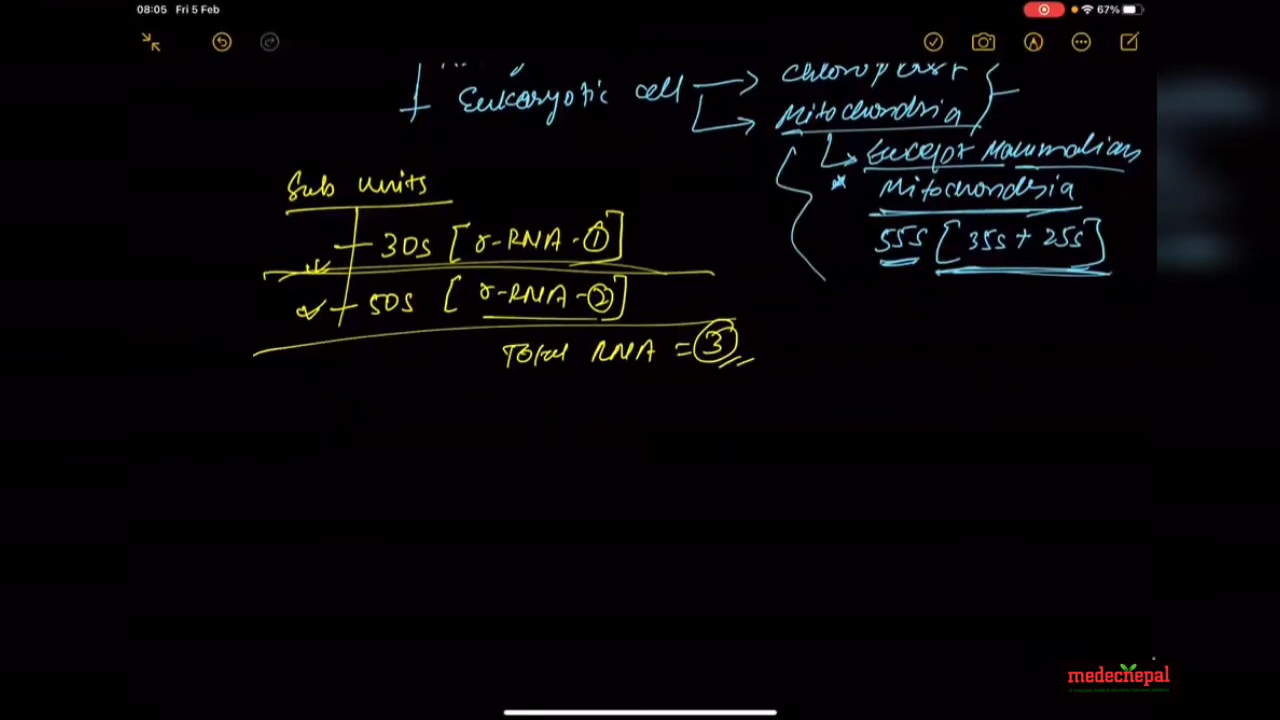 08:05 Fri 5 Feb
67%
Chloroplast
Eukaryotic cell
Mitochondria
Except Mammalian
Mitochondria
55s [35s + 25s]
Sub units
30s [r-RNA - 1]
50s [r-RNA - 2]
Total RNA = 3
medecnepal